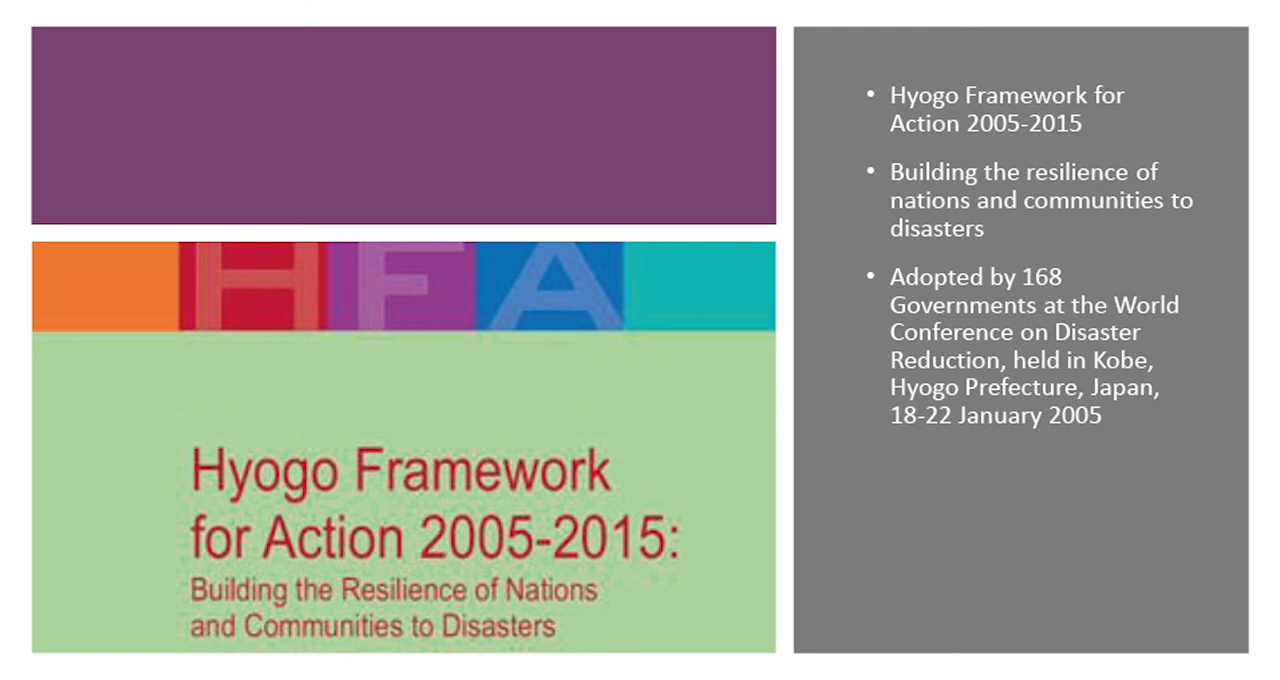 HFA
Hyogo Framework
for Action 2005-2015:
Building the Resilience of Nations
and Communities to Disasters
• Hyogo Framework for
Action 2005-2015
• Building the resilience of
nations and communities to
disasters
• Adopted by 168
Governments at the World
Conference on Disaster
Reduction, held in Kobe,
Hyogo Prefecture, Japan,
18-22 January 2005